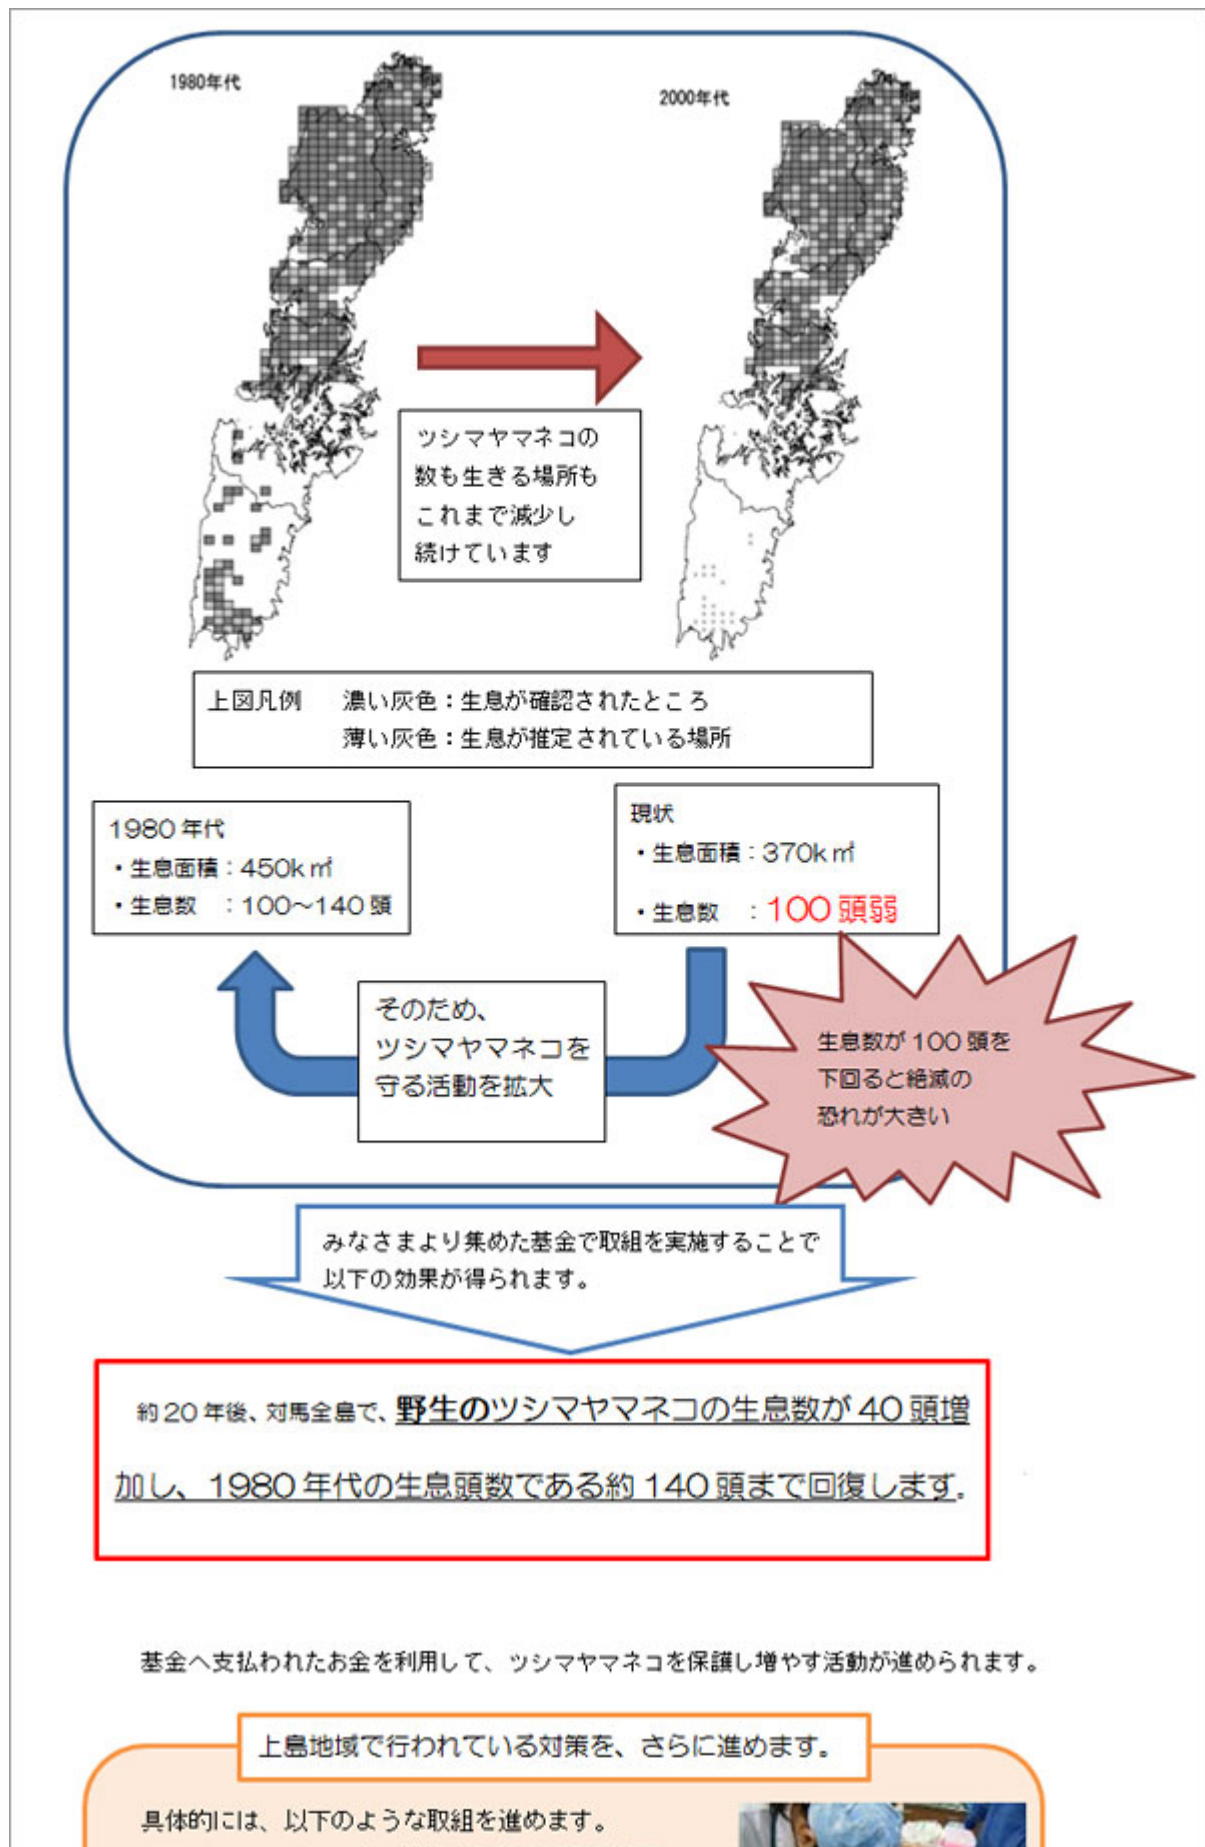 1980年代
2000年代
ツシマヤマネコの
数も生きる場所も
これまで減少し
続けています
上図凡例　濃い灰色：生息が確認されたところ
薄い灰色：生息が推定されている場所
1980年代
・生息面積：450k㎡
・生息数　：100～140頭
現状
・生息面積：370k㎡
・生息数　：100頭弱
そのため、
ツシマヤマネコを
守る活動を拡大
生息数が100頭を
下回ると絶滅の
恐れが大きい
みなさまより集めた基金で取組を実施することで
以下の効果が得られます。
約20年後、対馬全島で、野生のツシマヤマネコの生息数が40頭増
加し、1980年代の生息頭数である約140頭まで回復します。
基金へ支払われたお金を利用して、ツシマヤマネコを保護し増やす活動が進められます。
上島地域で行われている対策を、さらに進めます。
具体的には、以下のような取組を進めます。